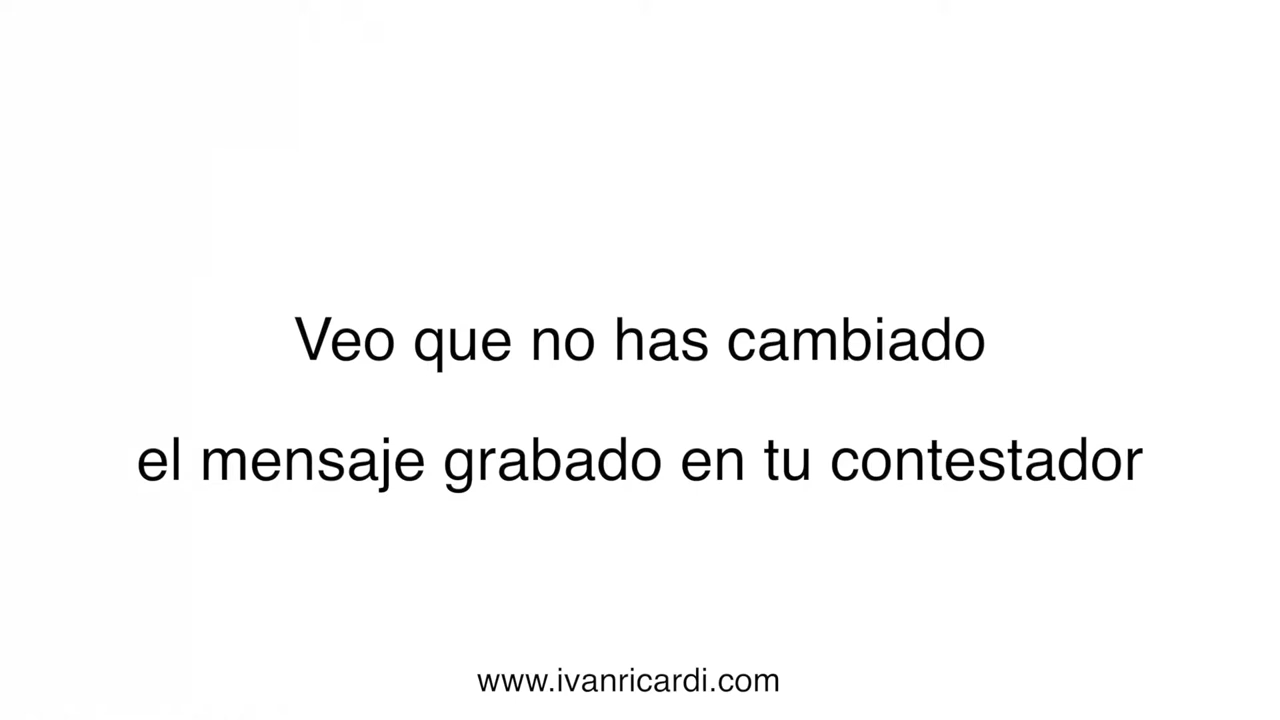 Veo que no has cambiado
el mensaje grabado en tu contestador
www.ivanricardi.com